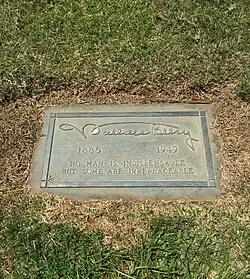 Wallace Beery
1885 1949
NO MAN IS INDISPENSABLE
BUT SOME ARE IRREPLACEABLE